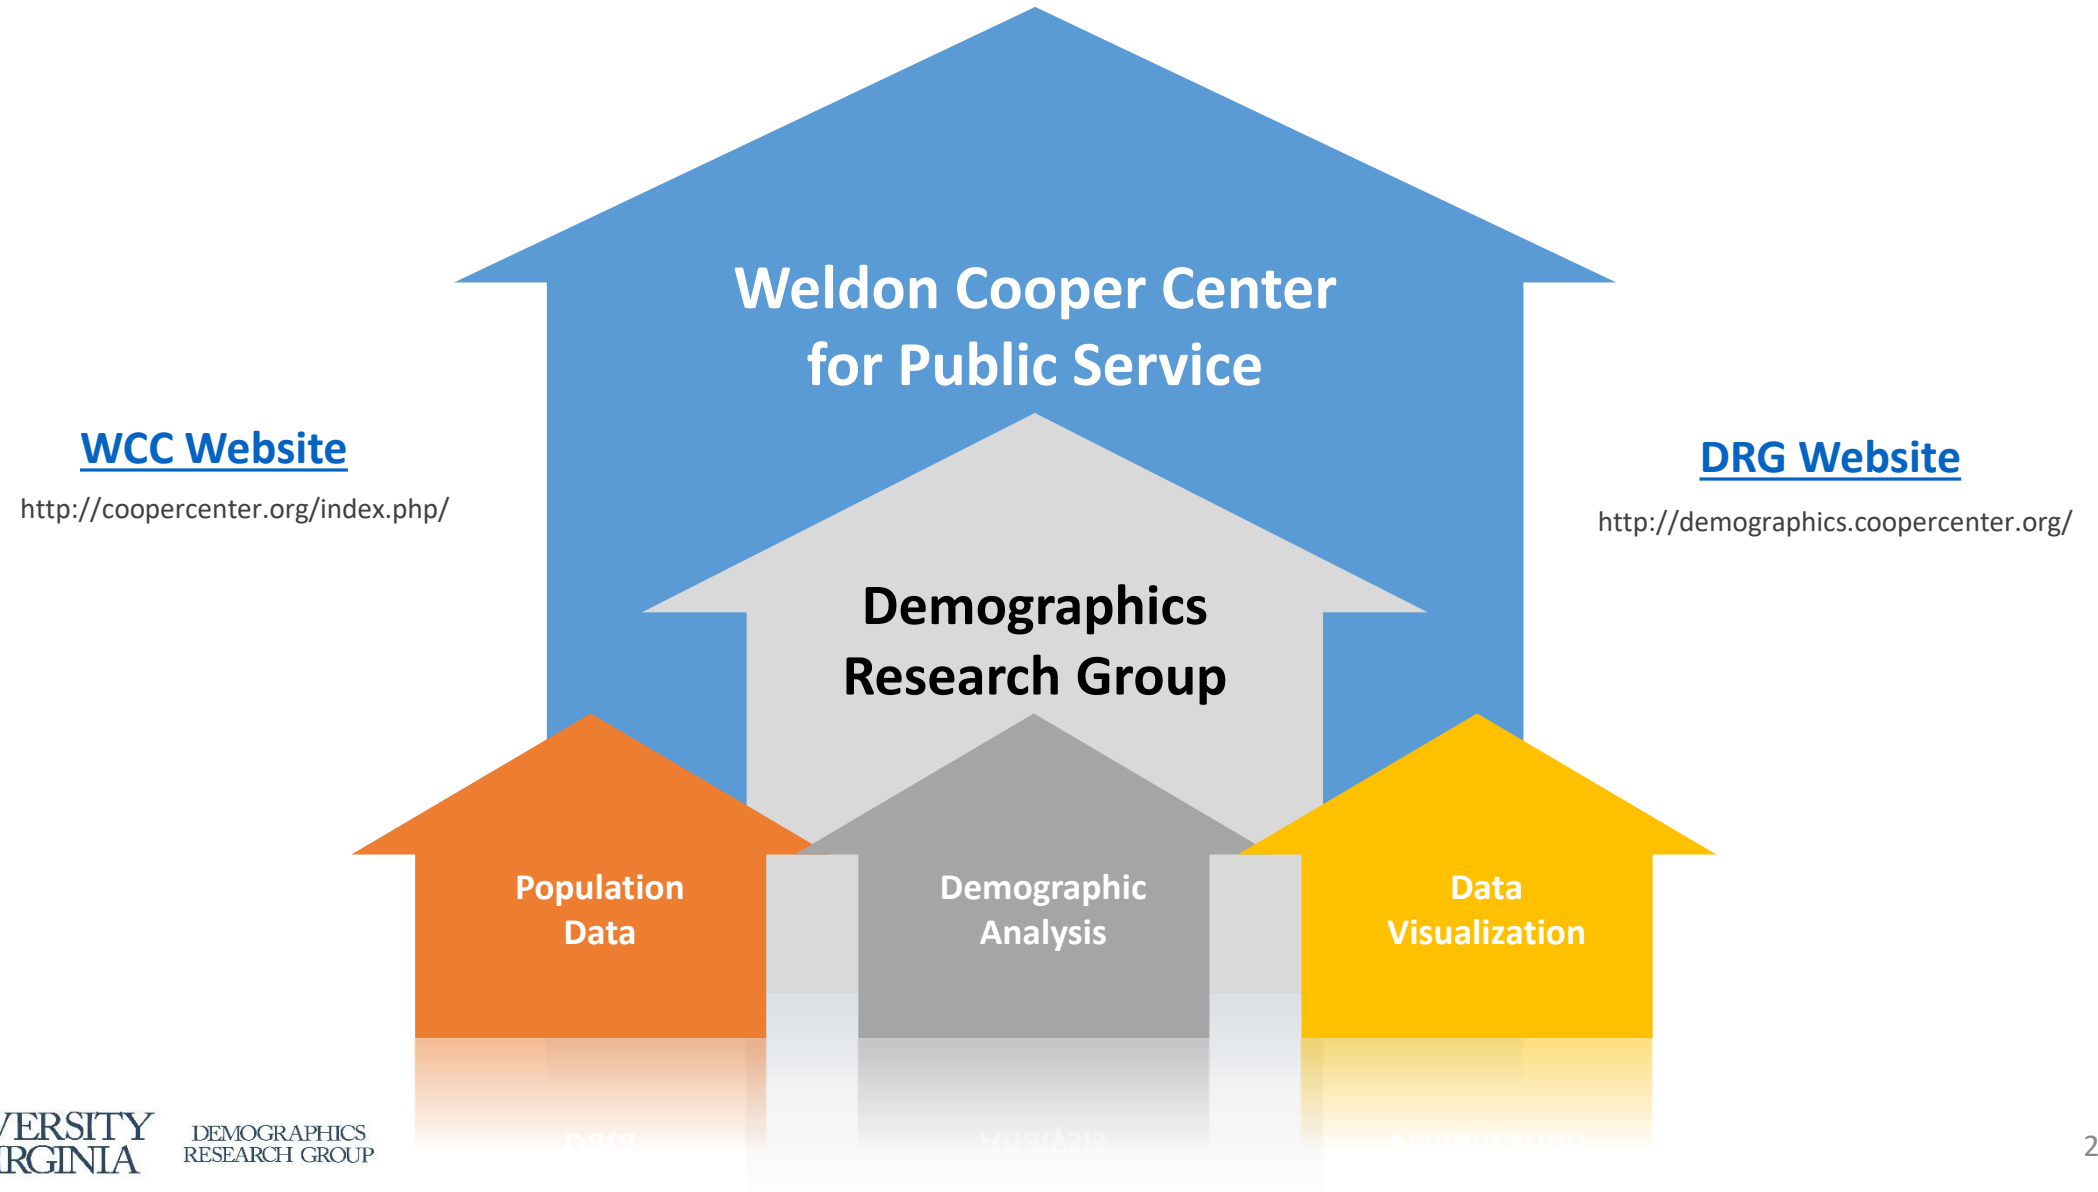 Weldon Cooper Center
for Public Service
WCC Website
http://coopercenter.org/index.php/
DRG Website
http://demographics.coopercenter.org/
Demographics
Research Group
Population
Data
Demographic
Analysis
Data
Visualization
VERSITY
IRGINIA
DEMOGRAPHICS
RESEARCH GROUP
2